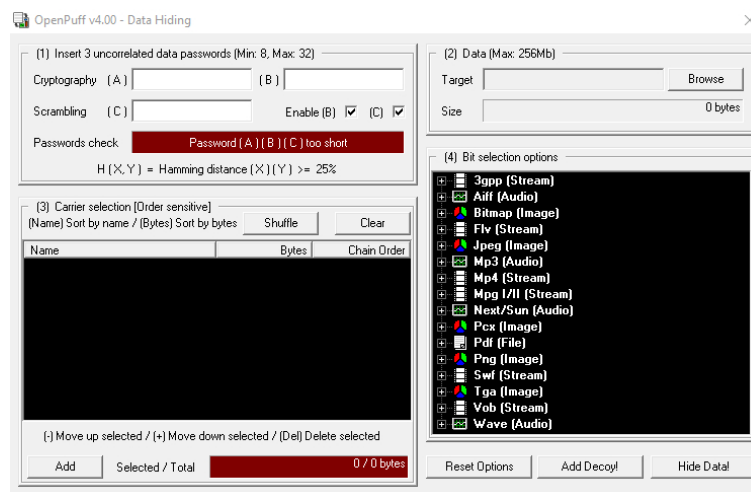 OpenPuff v4.00 - Data Hiding
(1) Insert 3 uncorrelated data passwords (Min: 8, Max: 32)
Cryptography (A) (B)
Scrambling (C) Enable (B) (C)
Passwords check Password (A) (B) (C) too short
H (X,Y) = Hamming distance (X) (Y) >= 25%
(2) Data (Max: 256Mb)
Target Browse
Size 0 bytes
(3) Carrier selection [Order sensitive]
(Name) Sort by name / (Bytes) Sort by bytes Shuffle Clear
Name Bytes Chain Order
(-) Move up selected / (+) Move down selected / (Del) Delete selected
Add Selected / Total 0 / 0 bytes
(4) Bit selection options
3gpp (Stream)
Aiff (Audio)
Bitmap (Image)
Flv (Stream)
Jpeg (Image)
Mp3 (Audio)
Mp4 (Stream)
Mpg I/II (Stream)
Next/Sun (Audio)
Pcx (Image)
Pdf (File)
Png (Image)
Swf (Stream)
Tga (Image)
Vob (Stream)
Wave (Audio)
Reset Options Add Decoy! Hide Data!